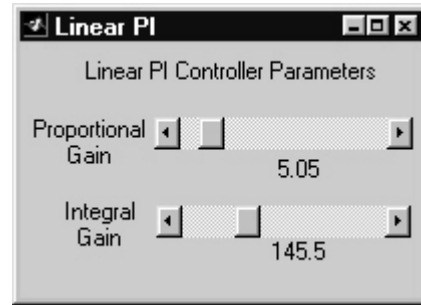 Linear PI
Linear PI Controller Parameters
Proportional
Gain
5.05
Integral
Gain
145.5